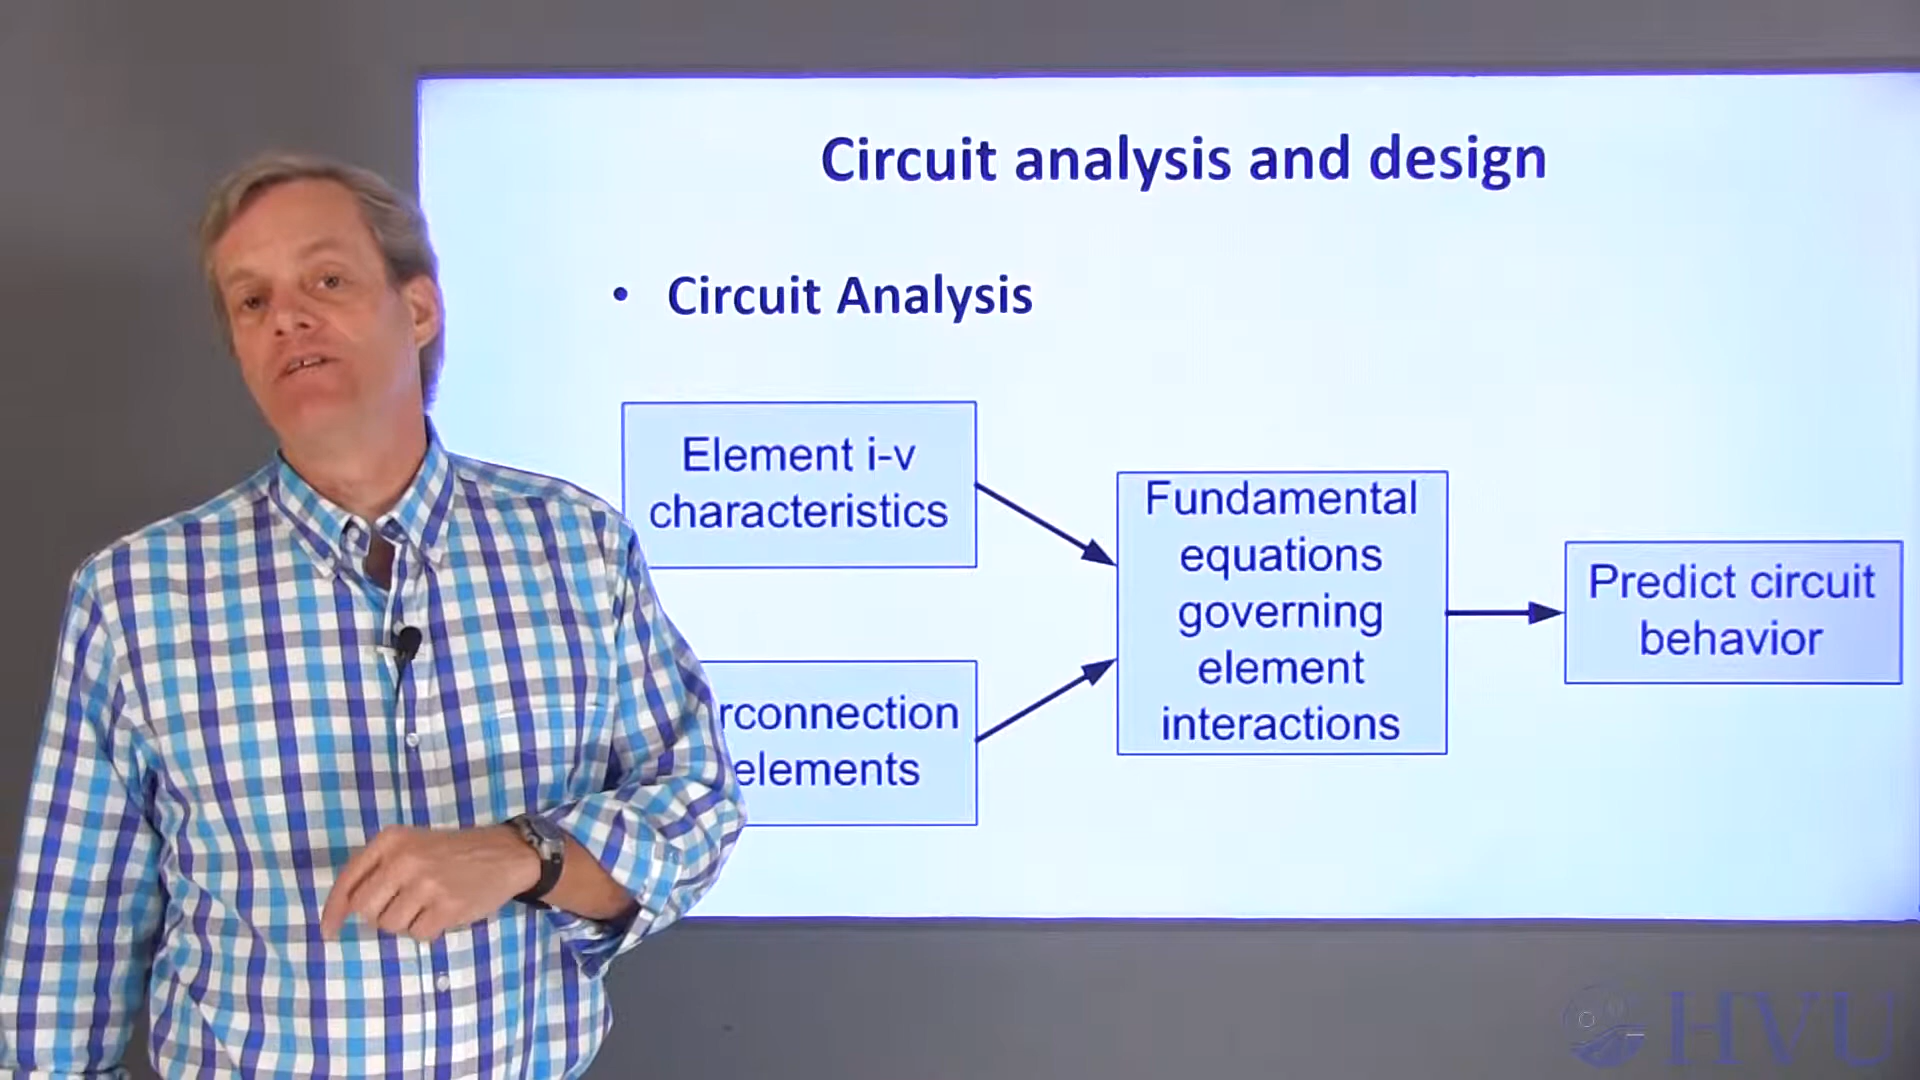 Circuit analysis and design
• Circuit Analysis
Element i-v
characteristics
rconnection
elements
Fundamental
equations
governing
element
interactions
Predict circuit
behavior
HVU